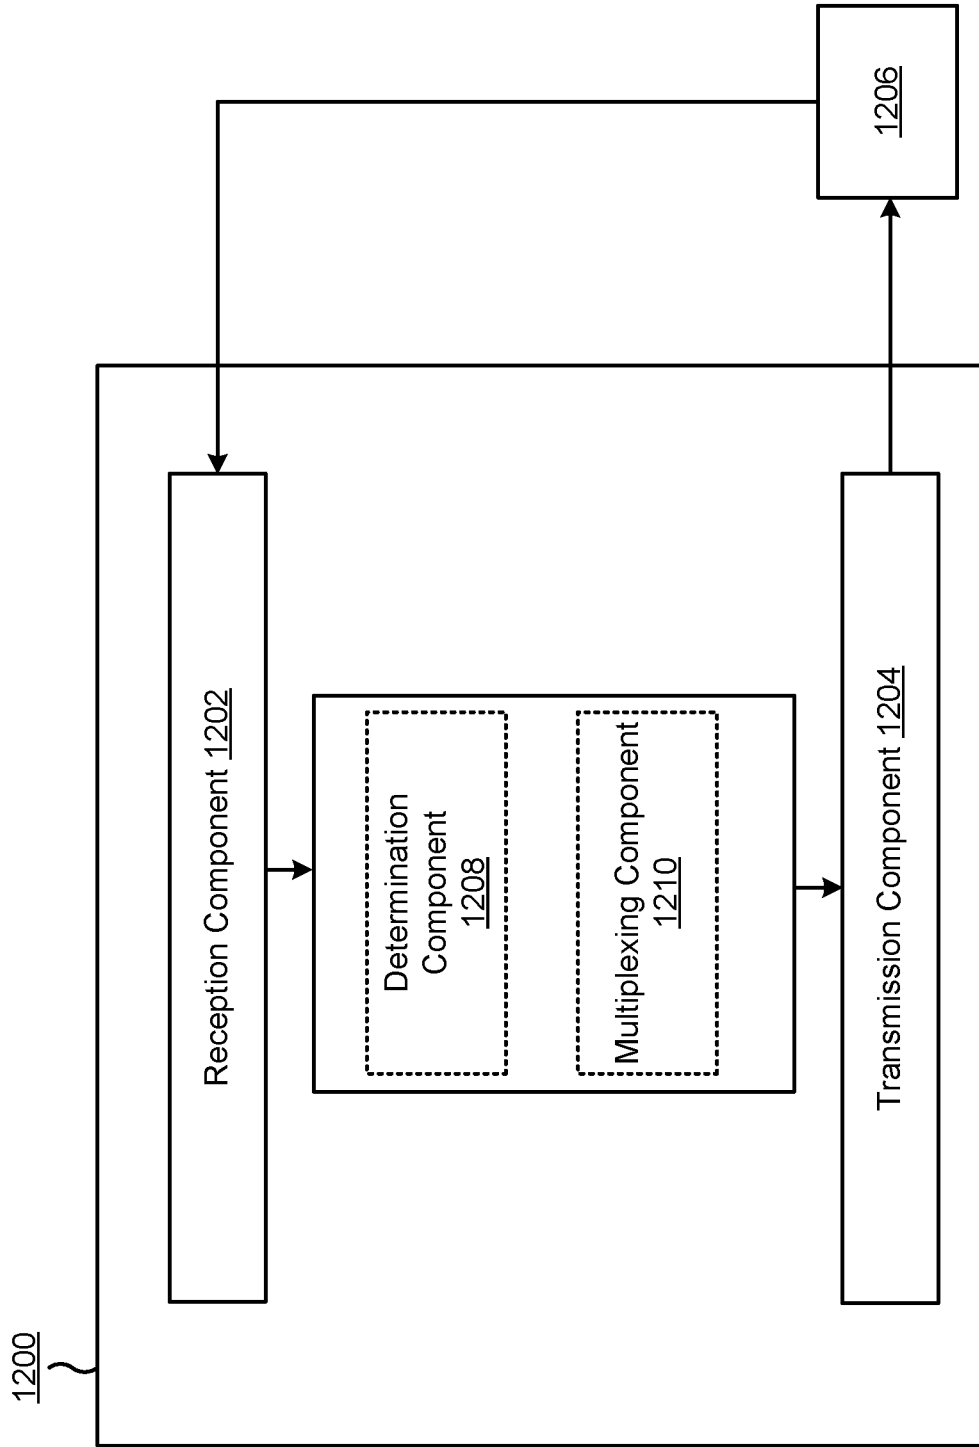 1200
Reception Component 1202
Determination
Component
1208
Multiplexing Component
1210
Transmission Component 1204
1206